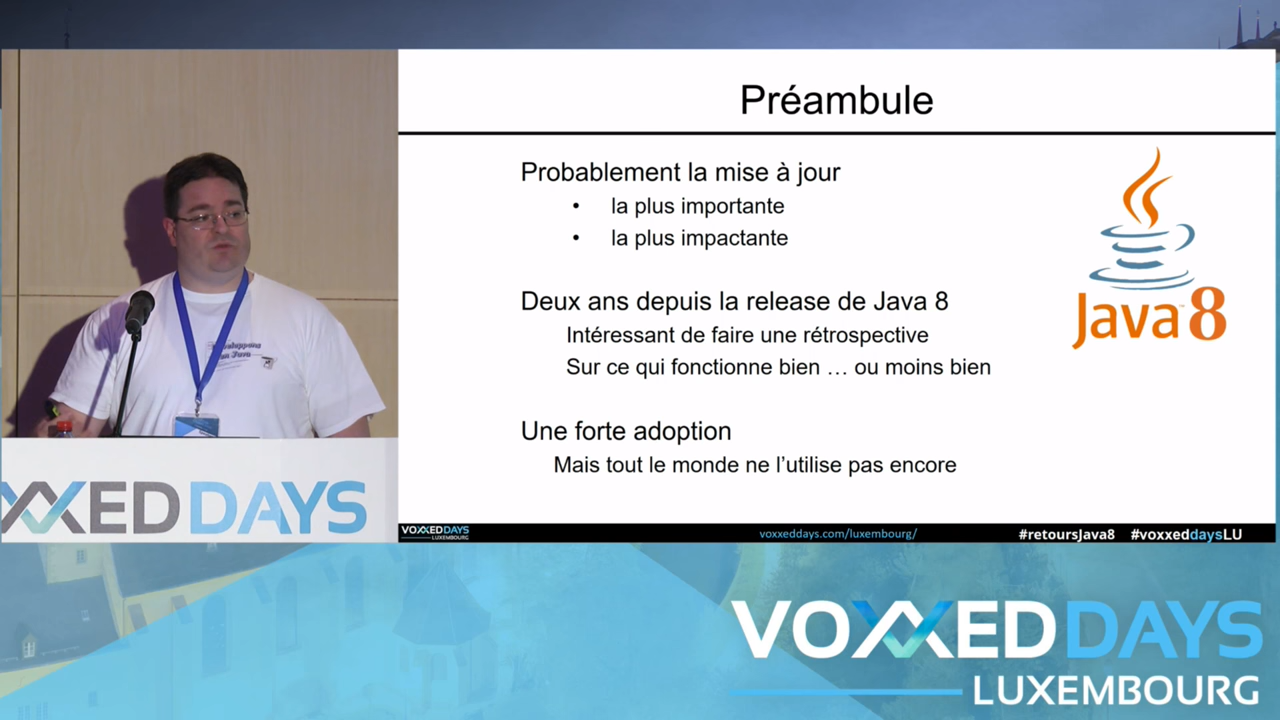 Préambule
Probablement la mise à jour
• la plus importante
• la plus impactante
Deux ans depuis la release de Java 8
Intéressant de faire une rétrospective
Sur ce qui fonctionne bien … ou moins bien
Une forte adoption
Mais tout le monde ne l'utilise pas encore
Java™ 8
en Java
XXED DAYS
VOXXED DAYS
LUXEMBOURG
voxxeddays.com/luxembourg/
#retoursJava8 #voxxeddaysLU
VOXXED DAYS
LUXEMBOURG